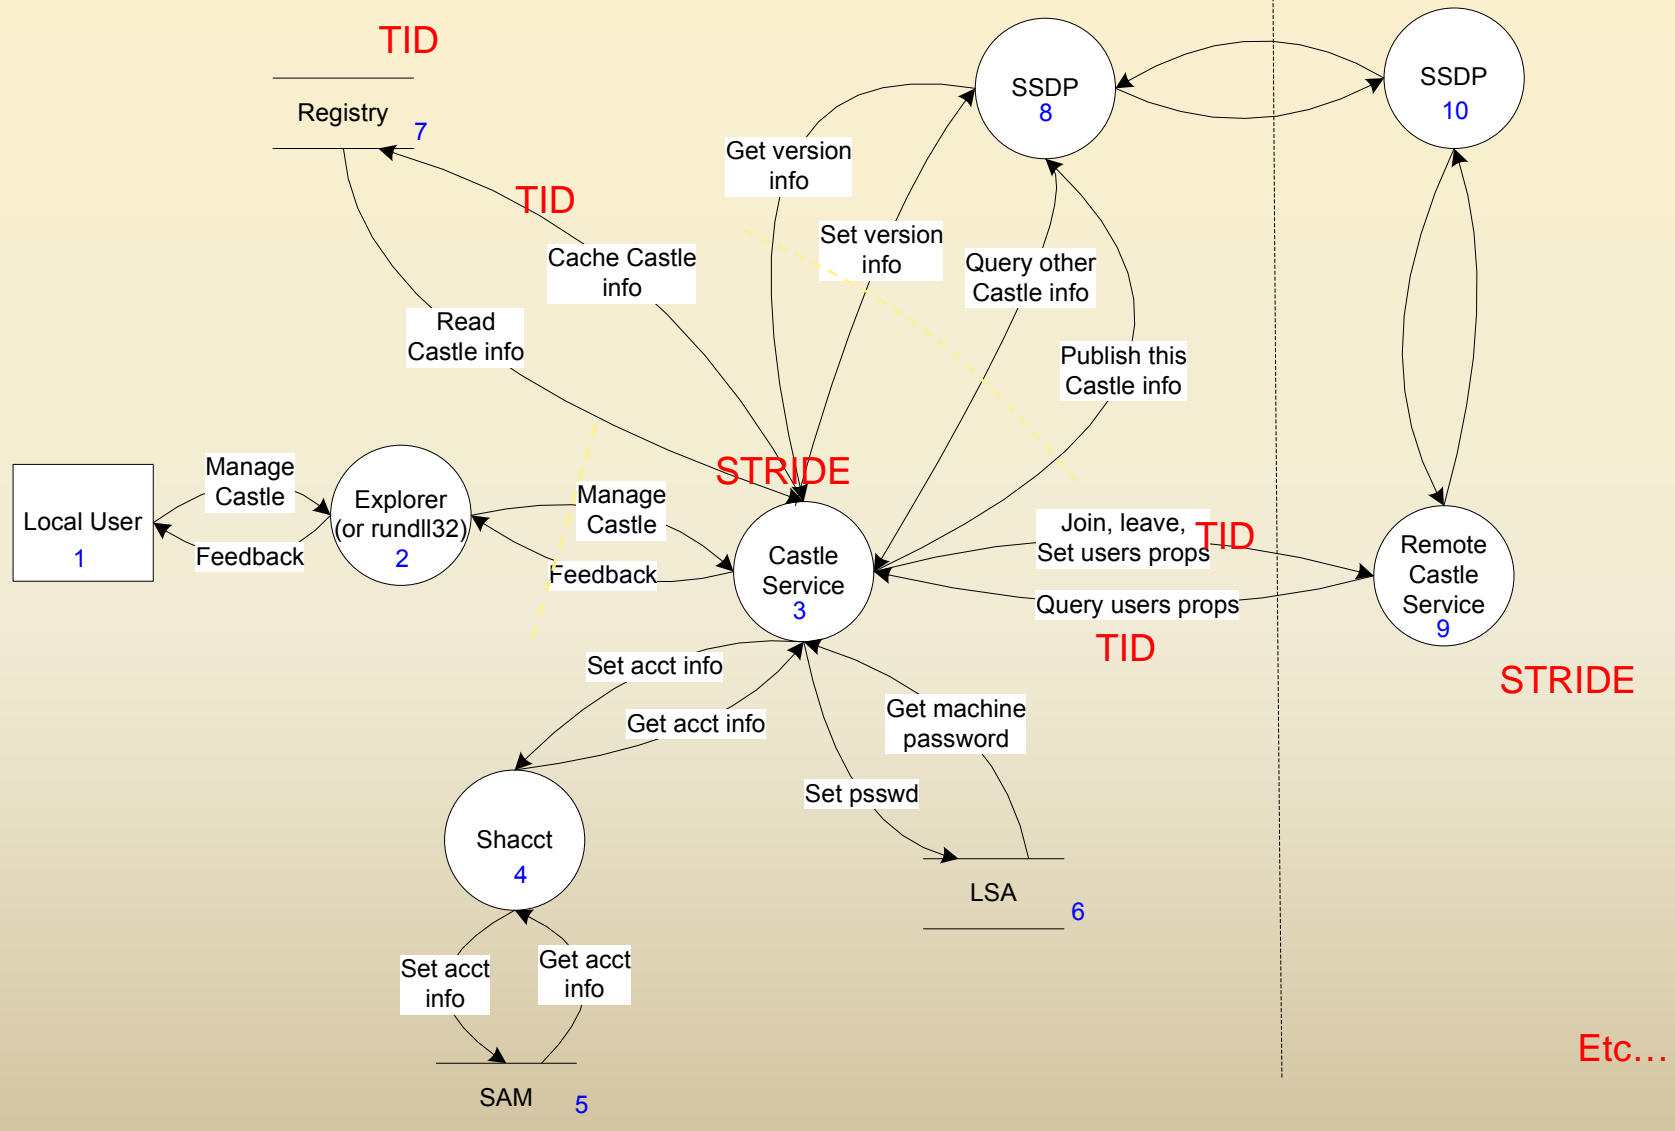 TID
Registry
7
TID
Cache Castle
info
Read
Castle info
Get version
info
Set version
info
SSDP
8
SSDP
10
Query other
Castle info
Publish this
Castle info
Local User
1
Manage
Castle
Feedback
Explorer
(or rundll32)
2
Manage
Castle
Feedback
STRIDE
Castle
Service
3
Join, leave,
Set users props
TID
Query users props
TID
Remote
Castle
Service
9
STRIDE
Set acct info
Get acct info
Get machine
password
Set psswd
Shacct
4
LSA
6
Set acct
info
Get acct
info
SAM
5
Etc…